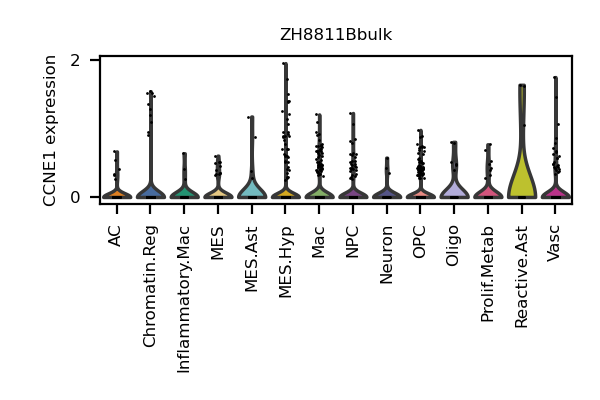 ZH8811Bbulk
CCNE1 expression
2
0
AC
Chromatin.Reg
Inflammatory.Mac
MES
MES.Ast
MES.Hyp
Mac
NPC
Neuron
OPC
Oligo
Prolif.Metab
Reactive.Ast
Vasc